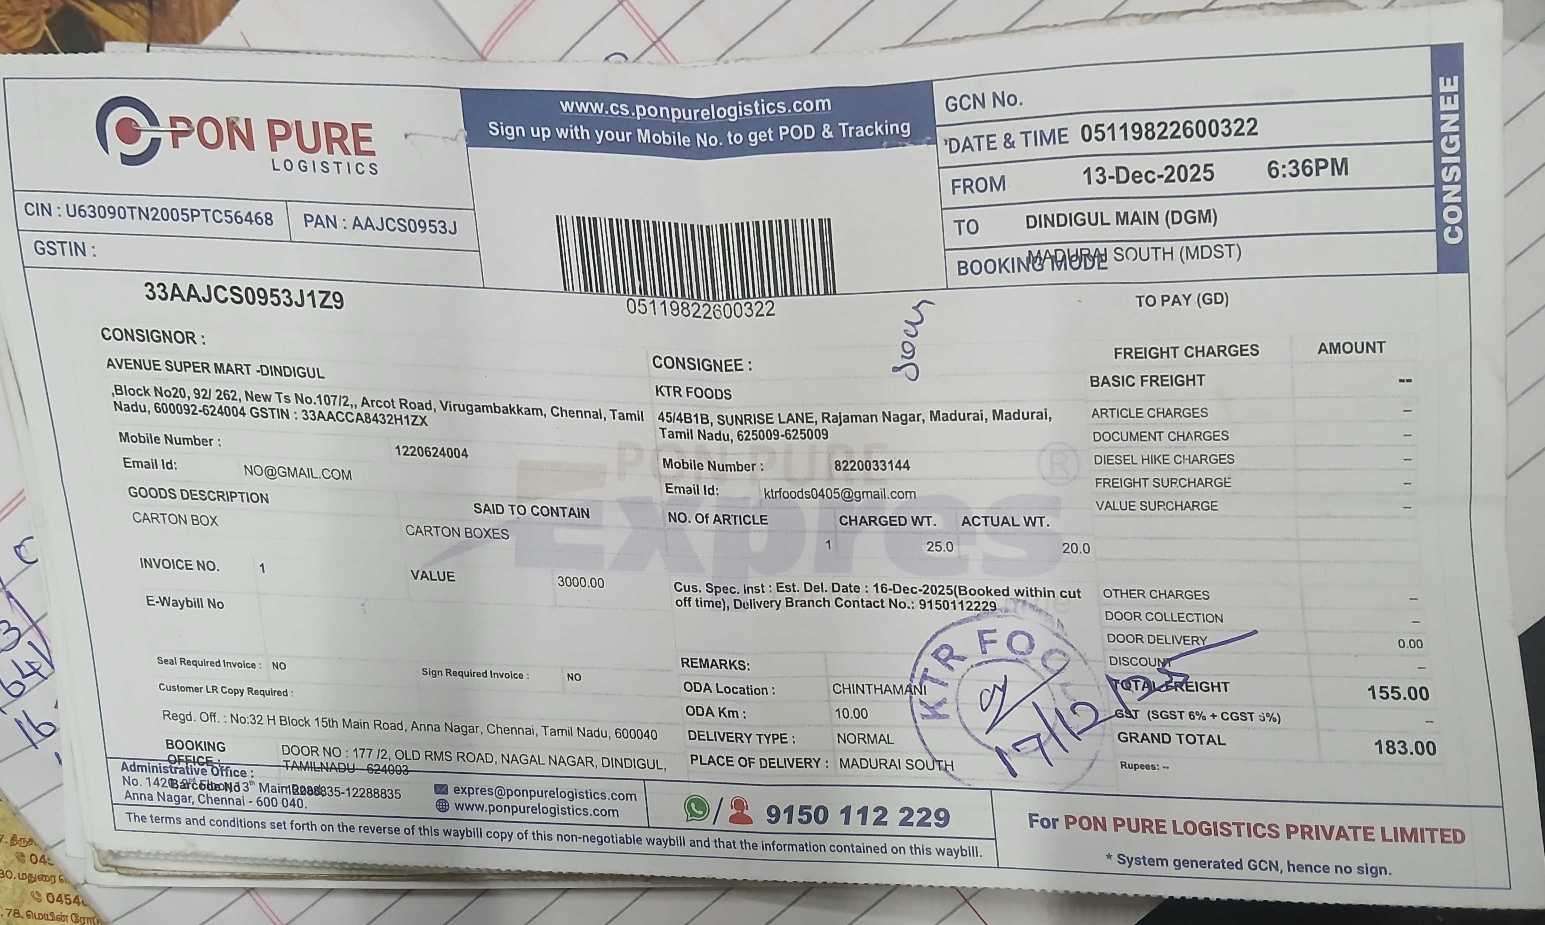 PON PURE
LOGISTICS
www.cs.ponpurelogistics.com
Sign up with your Mobile No. to get POD & Tracking
GCN No.
DATE & TIME 05119822600322
FROM 13-Dec-2025 6:36PM
TO DINDIGUL MAIN (DGM)
BOOKING MODE MADURAI SOUTH (MDST)
TO PAY (GD)
CONSIGNEE
CIN : U63090TN2005PTC56468 PAN : AAJCS0953J
GSTIN :
33AAJCS0953J1Z9
05119822600322
CONSIGNOR :
AVENUE SUPER MART -DINDIGUL
,Block No20, 92/ 262, New Ts No.107/2,, Arcot Road, Virugambakkam, Chennai, Tamil
Nadu, 600092-624004 GSTIN : 33AACCA8432H1ZX
Mobile Number : 1220624004
Email Id: NO@GMAIL.COM
CONSIGNEE :
KTR FOODS
45/4B1B, SUNRISE LANE, Rajaman Nagar, Madurai, Madurai,
Tamil Nadu, 625009-625009
Mobile Number : 8220033144
Email Id: ktrfoods0405@gmail.com
PON PURE
Expres
GOODS DESCRIPTION SAID TO CONTAIN NO. Of ARTICLE CHARGED WT. ACTUAL WT.
CARTON BOX CARTON BOXES 1 25.0 20.0
INVOICE NO. 1 VALUE 3000.00
E-Waybill No
Cus. Spec. inst : Est. Del. Date : 16-Dec-2025(Booked within cut
off time), Delivery Branch Contact No.: 9150112229
Seal Required Invoice : NO Sign Required Invoice : NO
Customer LR Copy Required :
REMARKS:
ODA Location : CHINTHAMANI
ODA Km : 10.00
DELIVERY TYPE : NORMAL
PLACE OF DELIVERY : MADURAI SOUTH
FREIGHT CHARGES AMOUNT
BASIC FREIGHT --
ARTICLE CHARGES --
DOCUMENT CHARGES --
DIESEL HIKE CHARGES --
FREIGHT SURCHARGE --
VALUE SURCHARGE --
OTHER CHARGES --
DOOR COLLECTION --
DOOR DELIVERY 0.00
DISCOUNT --
TOTAL FREIGHT 155.00
GST (SGST 6% + CGST 6%) --
GRAND TOTAL 183.00
Rupees: --
KTR FOO
17/12/25
Regd. Off. : No:32 H Block 15th Main Road, Anna Nagar, Chennai, Tamil Nadu, 600040
BOOKING OFFICE : DOOR NO : 177 /2, OLD RMS ROAD, NAGAL NAGAR, DINDIGUL,
TAMILNADU - 624003
Barcode No 12288835-12288835
Administrative Office :
No. 142 3th Main Road,
Anna Nagar, Chennai - 600 040.
expres@ponpurelogistics.com
www.ponpurelogistics.com
9150 112 229
The terms and conditions set forth on the reverse of this waybill copy of this non-negotiable waybill and that the information contained on this waybill.
For PON PURE LOGISTICS PRIVATE LIMITED
* System generated GCN, hence no sign.